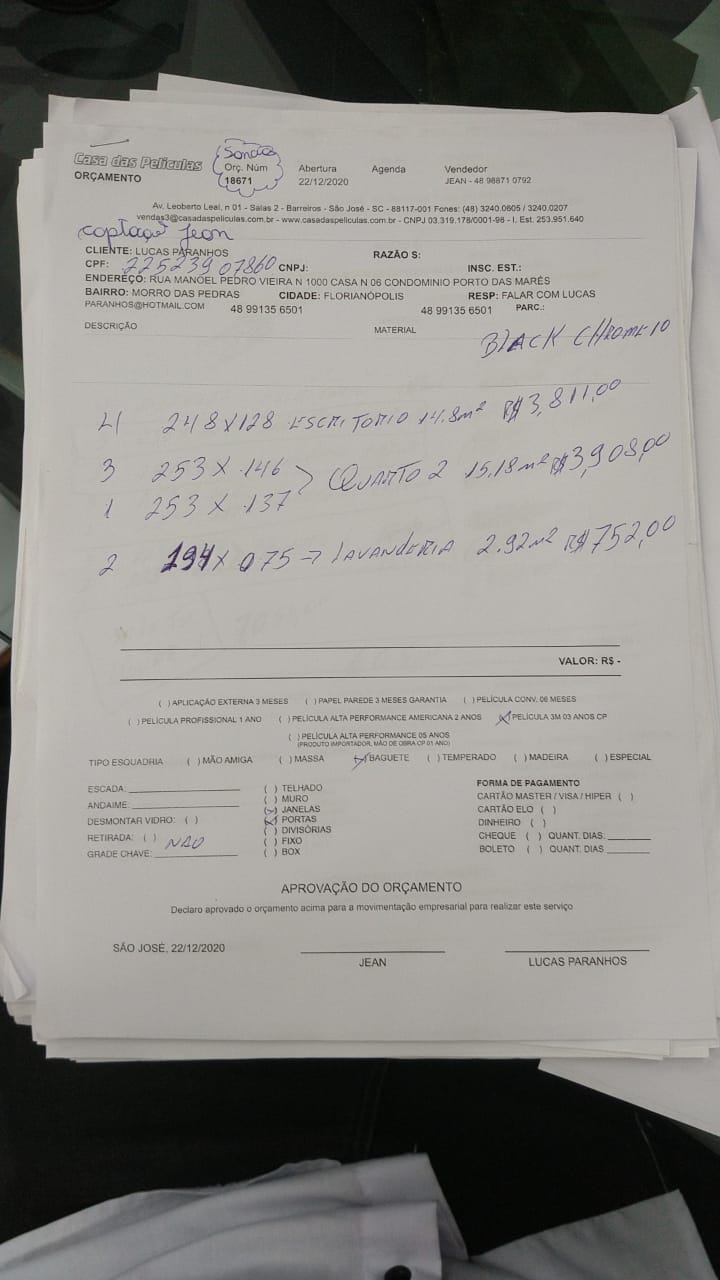 Casa das Películas
ORÇAMENTO
Orç. Núm
18671
Abertura
22/12/2020
Agenda
Vendedor
JEAN - 48 98871 0792
Av. Leoberto Leal, n 01 - Salas 2 - Barreiros - São José - SC - 88117-001 Fones: (48) 3240.0605 / 3240.0207
vendas3@casadaspeliculas.com.br - www.casadaspeliculas.com.br - CNPJ 03.319.178/0001-98 - I. Est. 253.951.640
Jean
CLIENTE: LUCAS PARANHOS RAZÃO S:
CPF: 225239 07860 CNPJ: INSC. EST.:
ENDEREÇO: RUA MANOEL PEDRO VIEIRA N 1000 CASA N 06 CONDOMINIO PORTO DAS MARÉS
BAIRRO: MORRO DAS PEDRAS CIDADE: FLORIANÓPOLIS RESP: FALAR COM LUCAS
PARANHOS@HOTMAIL.COM 48 99135 6501 48 99135 6501 PARC.:
DESCRIÇÃO MATERIAL BLACK CHROME 10
4 248 X 128 ESCRITORIO 14.8m² R$3,811,00
3 253 X 146 > QUARTO 2 15,18m² R$3,908,00
1 253 X 137
2 194 X 075 → LAVANDERIA 2.92m² R$752,00
VALOR: R$ -
( ) APLICAÇÃO EXTERNA 3 MESES ( ) PAPEL PAREDE 3 MESES GARANTIA ( ) PELÍCULA CONV. 06 MESES
( ) PELÍCULA PROFISSIONAL 1 ANO ( ) PELÍCULA ALTA PERFORMANCE AMERICANA 2 ANOS (X) PELÍCULA 3M 03 ANOS CP
( ) PELÍCULA ALTA PERFORMANCE 05 ANOS
(PRODUTO IMPORTADOR, MÃO DE OBRA CP 01 ANO)
TIPO ESQUADRIA ( ) MÃO AMIGA ( ) MASSA (X) BAGUETE ( ) TEMPERADO ( ) MADEIRA ( ) ESPECIAL
ESCADA:
ANDAIME:
DESMONTAR VIDRO: ( )
RETIRADA: ( ) NAO
GRADE CHAVE:
( ) TELHADO
( ) MURO
(X) JANELAS
(X) PORTAS
( ) DIVISÓRIAS
( ) FIXO
( ) BOX
FORMA DE PAGAMENTO
CARTÃO MASTER / VISA / HIPER ( )
CARTÃO ELO ( )
DINHEIRO ( )
CHEQUE ( ) QUANT. DIAS:
BOLETO ( ) QUANT. DIAS
APROVAÇÃO DO ORÇAMENTO
Declaro aprovado o orçamento acima para a movimentação empresarial para realizar este serviço
SÃO JOSÉ, 22/12/2020
JEAN
LUCAS PARANHOS